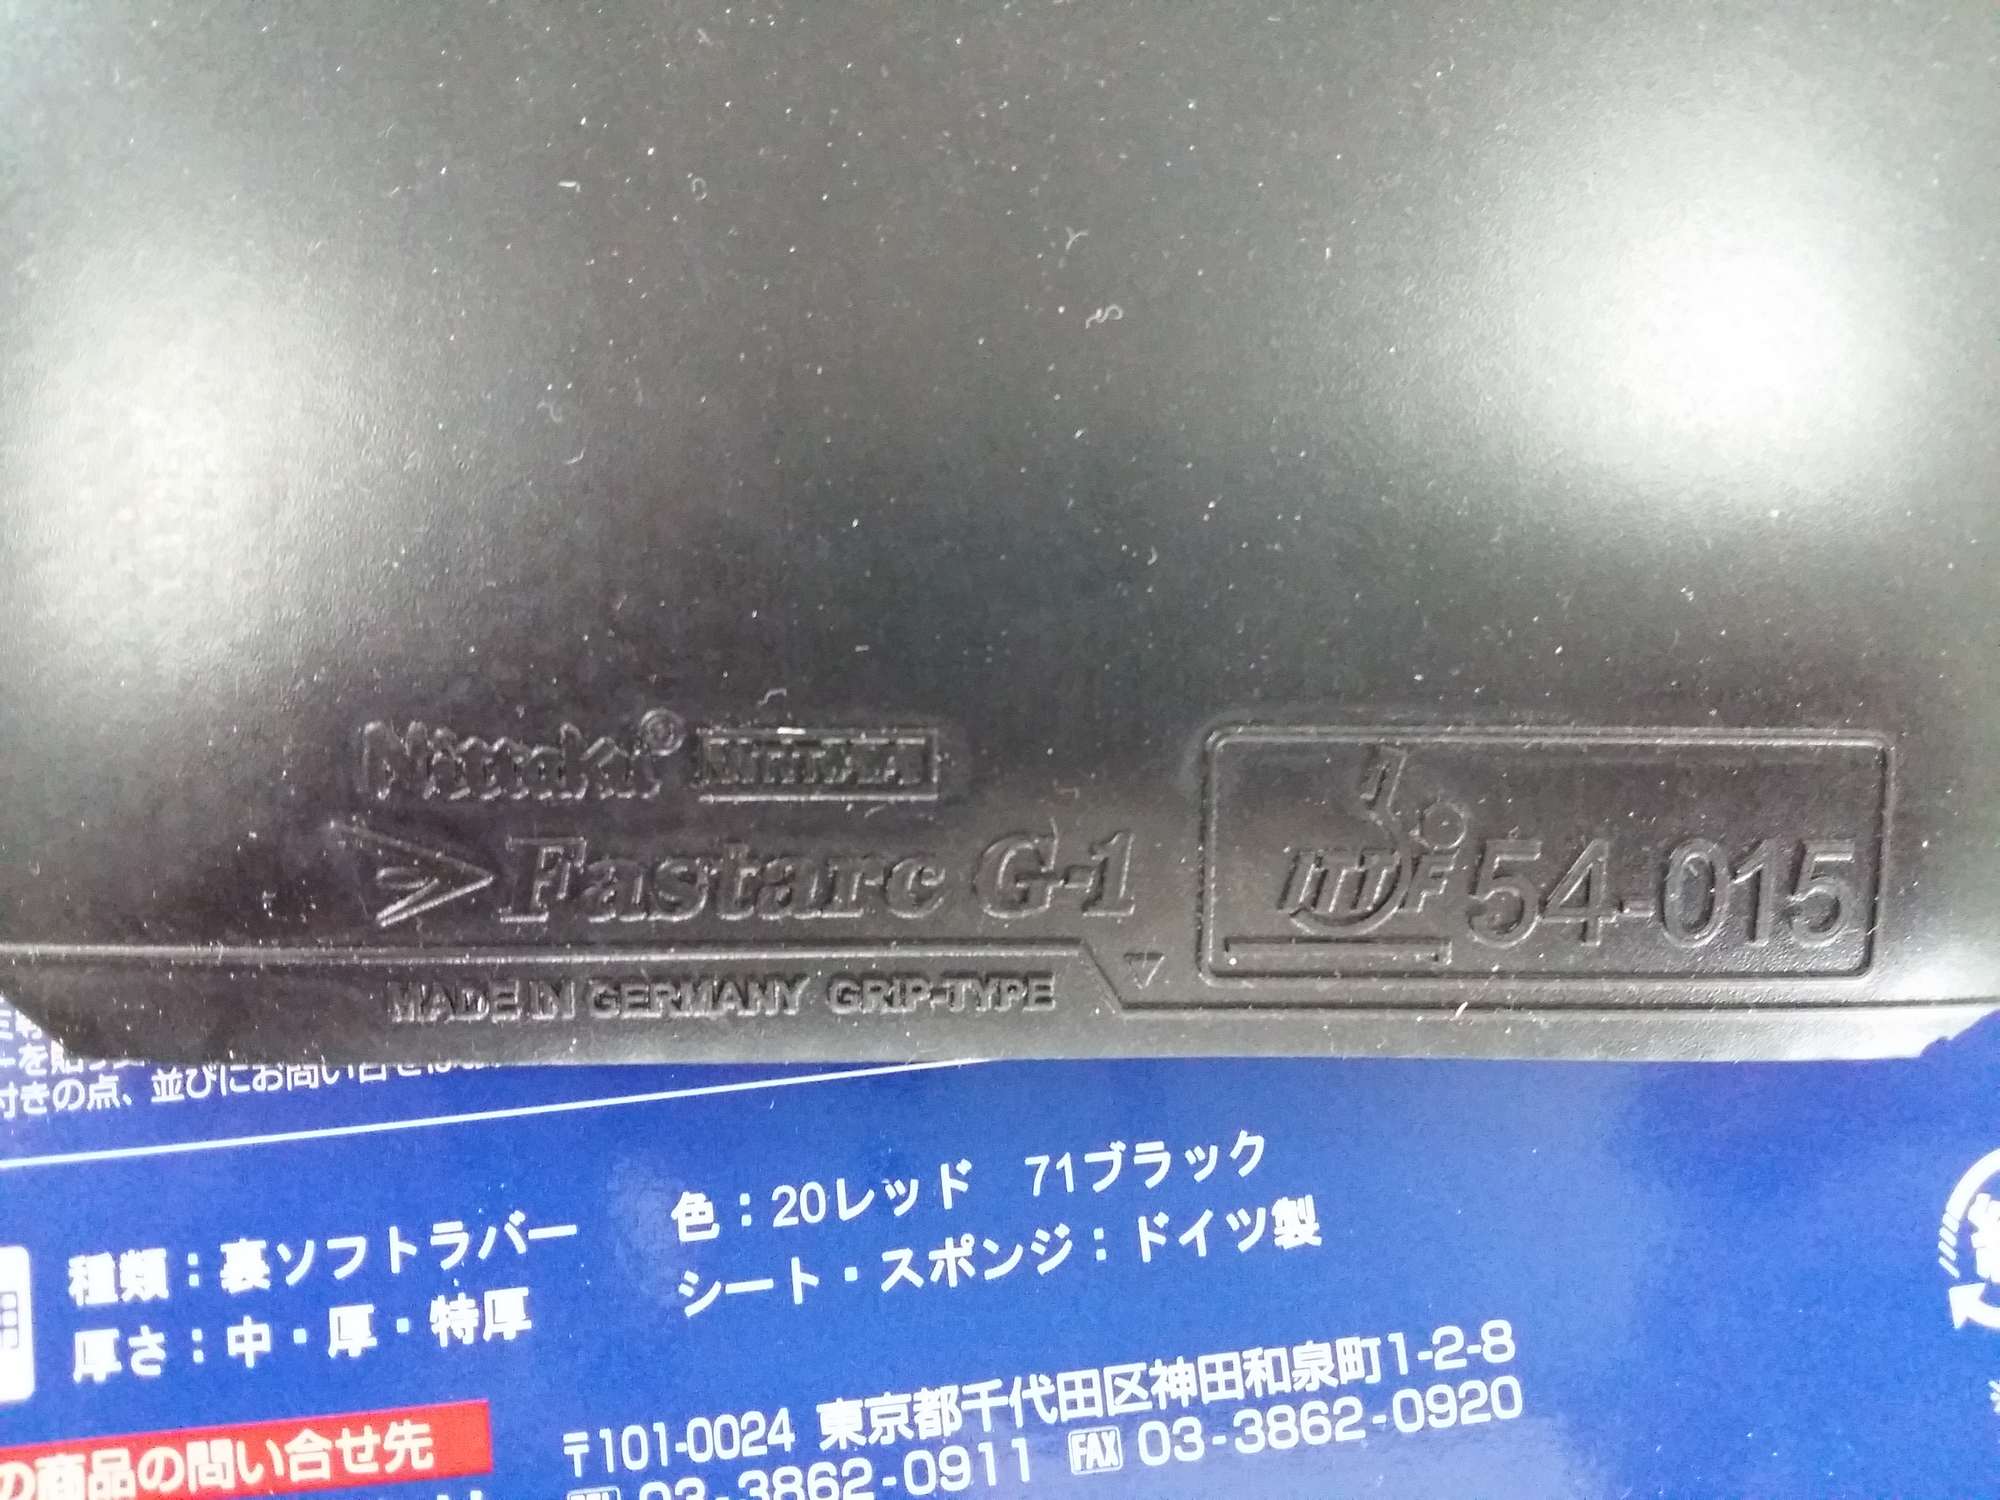 Nittaku® NITTAKU
Fastarc G-1
ITTF 54-015
MADE IN GERMANY GRIP-TYPE
付きの点、並びにお問い合せは
種類：裏ソフトラバー 色：20レッド 71ブラック
厚さ：中・厚・特厚 シート・スポンジ：ドイツ製
の商品の問い合せ先
〒101-0024 東京都千代田区神田和泉町1-2-8
03-3862-0911 FAX 03-3862-0920